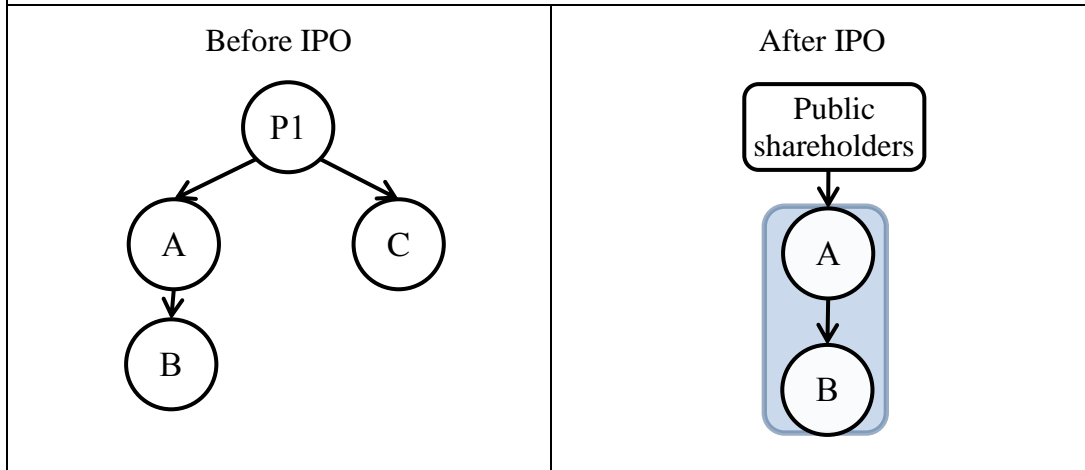 Before IPO
P1
A
C
B
After IPO
Public
shareholders
A
B